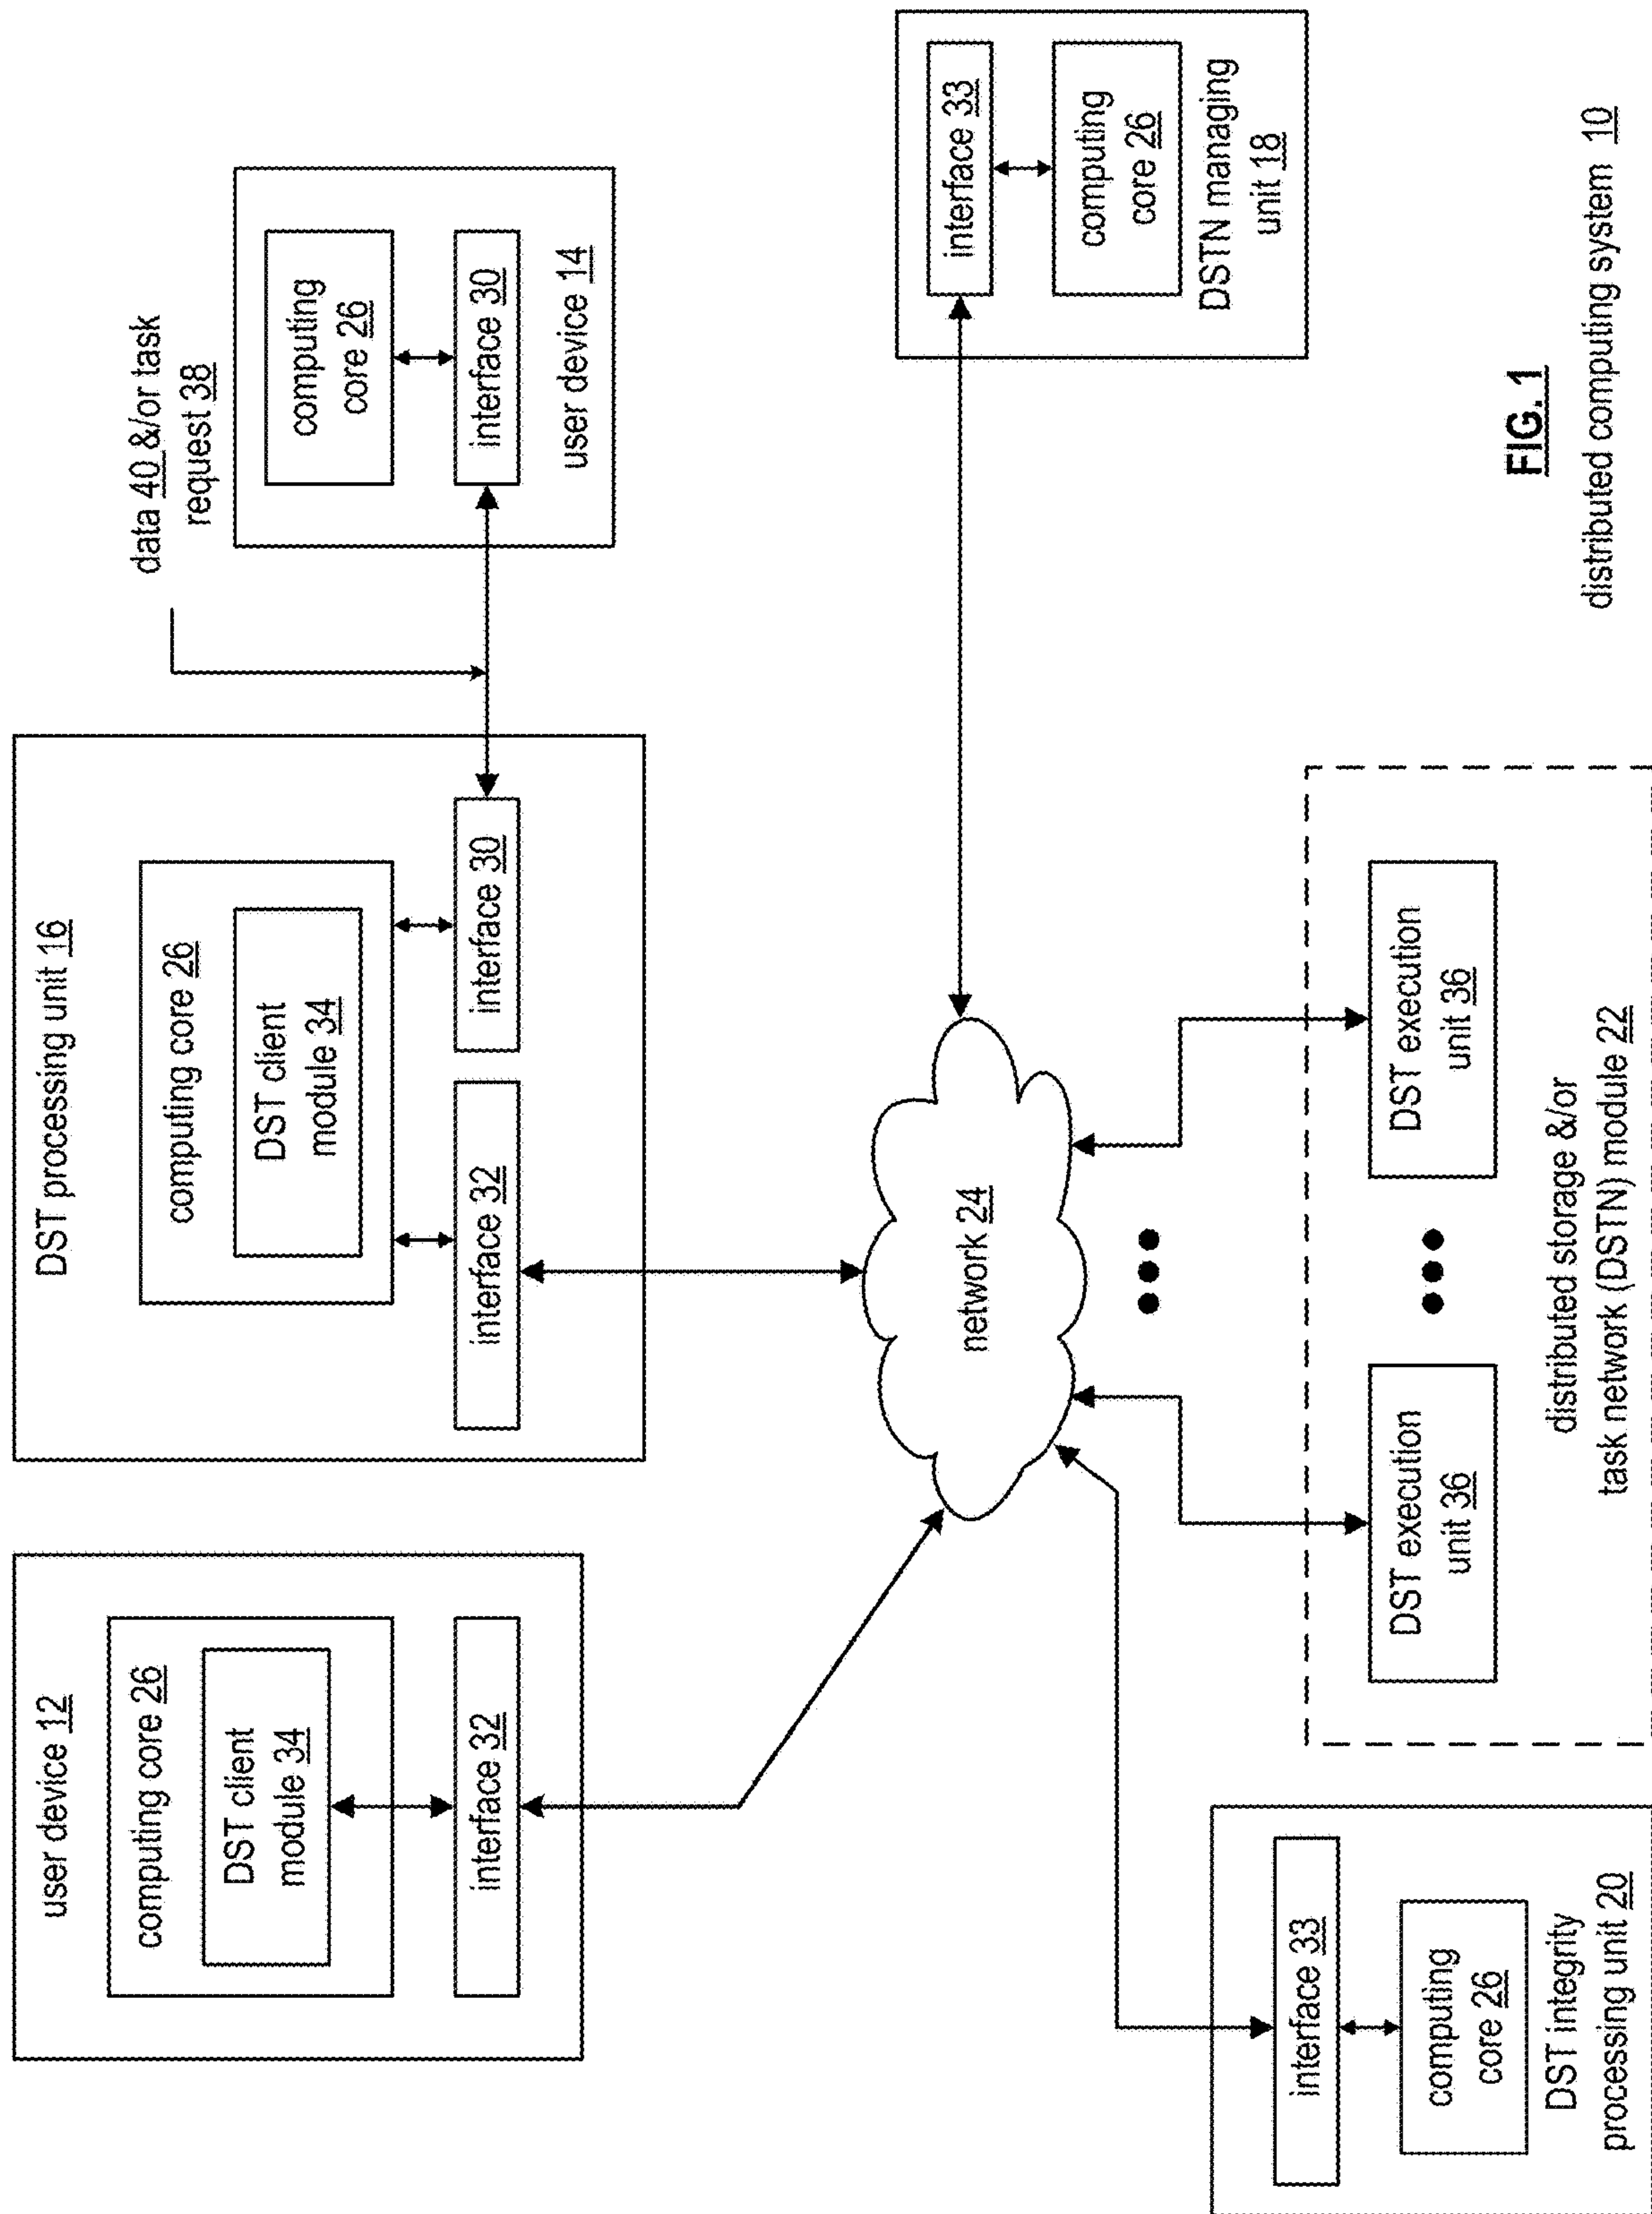 user device 12
computing core 26
DST client
module 34
interface 32
DST processing unit 16
computing core 26
DST client
module 34
interface 32
interface 30
data 40 &/or task
request 38
computing
core 26
interface 30
user device 14
network 24
interface 33
computing
core 26
DSTN managing
unit 18
interface 33
computing
core 26
DST integrity
processing unit 20
DST execution
unit 36
DST execution
unit 36
distributed storage &/or
task network (DSTN) module 22
FIG. 1
distributed computing system 10